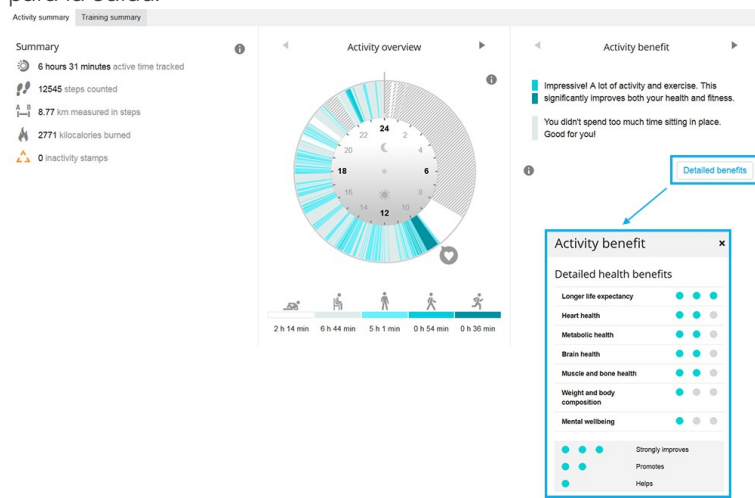 para la salud.
Activity summary
Training summary
Summary
6 hours 31 minutes active time tracked
12545 steps counted
A B
8.77 km measured in steps
2771 kilocalories burned
0 inactivity stamps
Activity overview
24
22
2
4
18
6
16
8
14
10
12
2 h 14 min
6 h 44 min
5 h 1 min
0 h 54 min
0 h 36 min
Activity benefit
Impressive! A lot of activity and exercise. This
significantly improves both your health and fitness.
You didn't spend too much time sitting in place.
Good for you!
Detailed benefits
Activity benefit
×
Detailed health benefits
Longer life expectancy
Heart health
Metabolic health
Brain health
Muscle and bone health
Weight and body
composition
Mental wellbeing
Strongly improves
Promotes
Helps